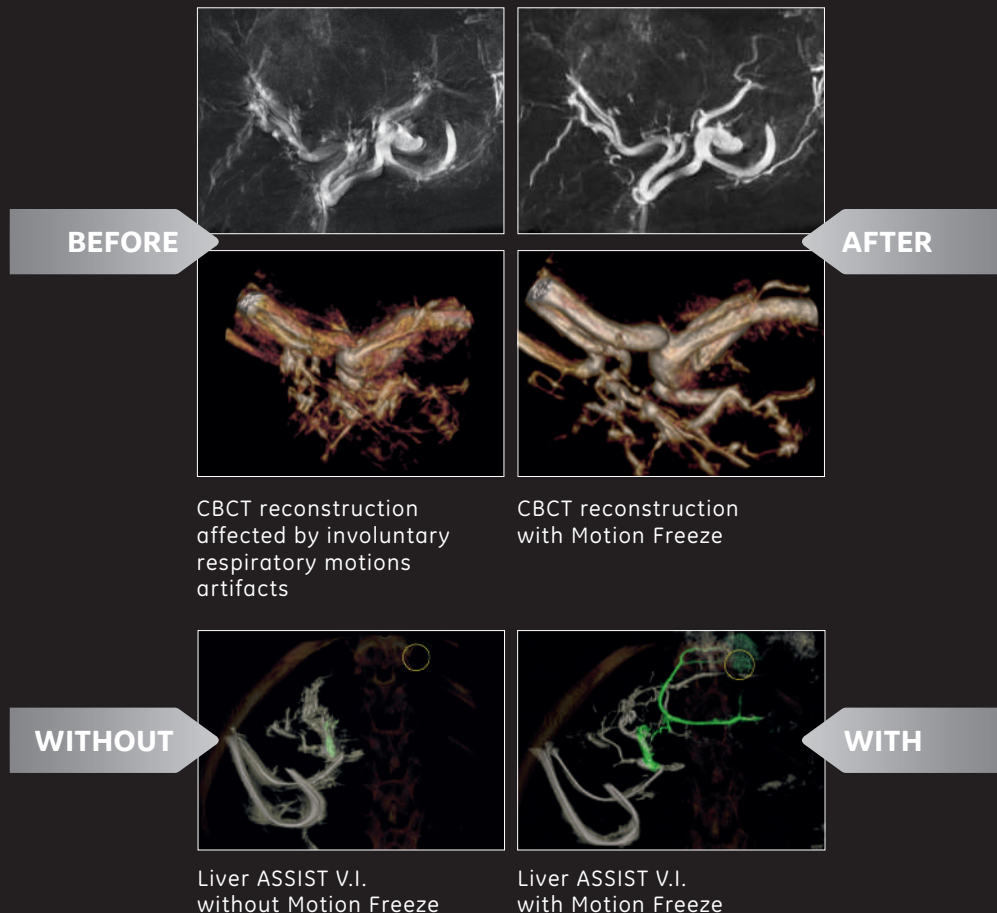 BEFORE
AFTER
CBCT reconstruction
affected by involuntary
respiratory motions
artifacts
CBCT reconstruction
with Motion Freeze
WITHOUT
WITH
Liver ASSIST V.I.
without Motion Freeze
Liver ASSIST V.I.
with Motion Freeze